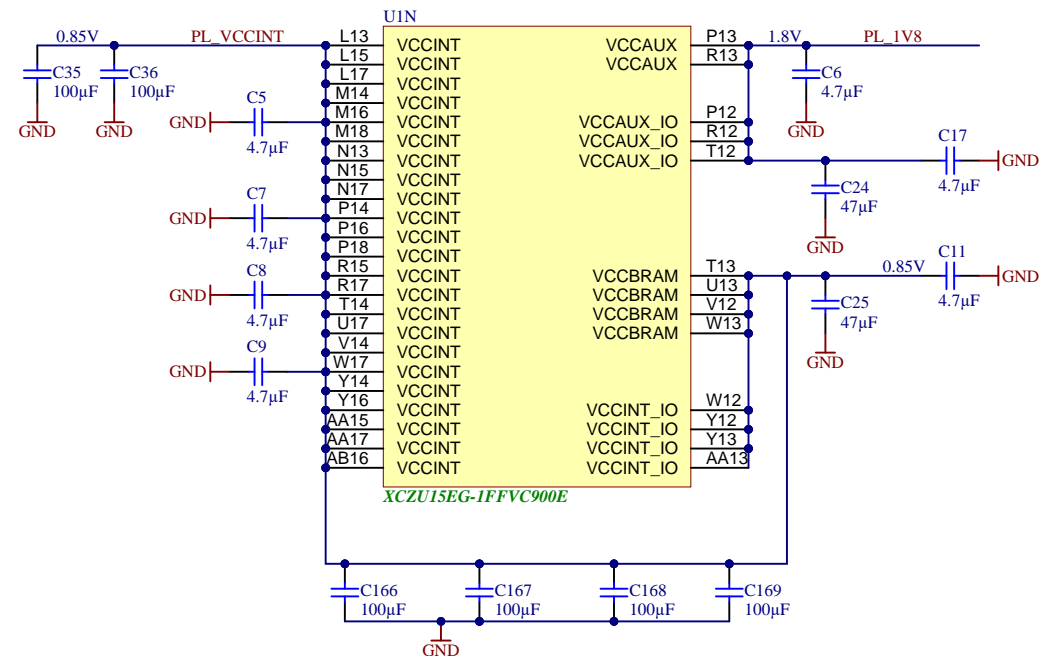 U1N
0.85V PL_VCCINT L13 VCCINT VCCAUX P13 1.8V PL_1V8
L15 VCCINT VCCAUX R13
C35 C36 L17 VCCINT C6
100µF 100µF M14 VCCINT 4.7µF
C5
GND GND GND M16 VCCINT VCCAUX_IO P12 GND
4.7µF M18 VCCINT VCCAUX_IO R12 C17
N13 VCCINT VCCAUX_IO T12 GND
N15 VCCINT 4.7µF
C7 N17 VCCINT C24
P14 VCCINT 47µF
GND P16 VCCINT
4.7µF P18 VCCINT GND C11
C8 R15 VCCINT VCCBRAM T13 0.85V GND
GND R17 VCCINT VCCBRAM U13 4.7µF
T14 VCCINT VCCBRAM V12 C25
4.7µF U17 VCCINT VCCBRAM W13 47µF
C9 V14 VCCINT
GND W17 VCCINT GND
Y14 VCCINT
4.7µF Y16 VCCINT VCCINT_IO W12
AA15 VCCINT VCCINT_IO Y12
AA17 VCCINT VCCINT_IO Y13
AB16 VCCINT VCCINT_IO AA13
XCZU15EG-1FFVC900E
C166 C167 C168 C169
100µF 100µF 100µF 100µF
GND